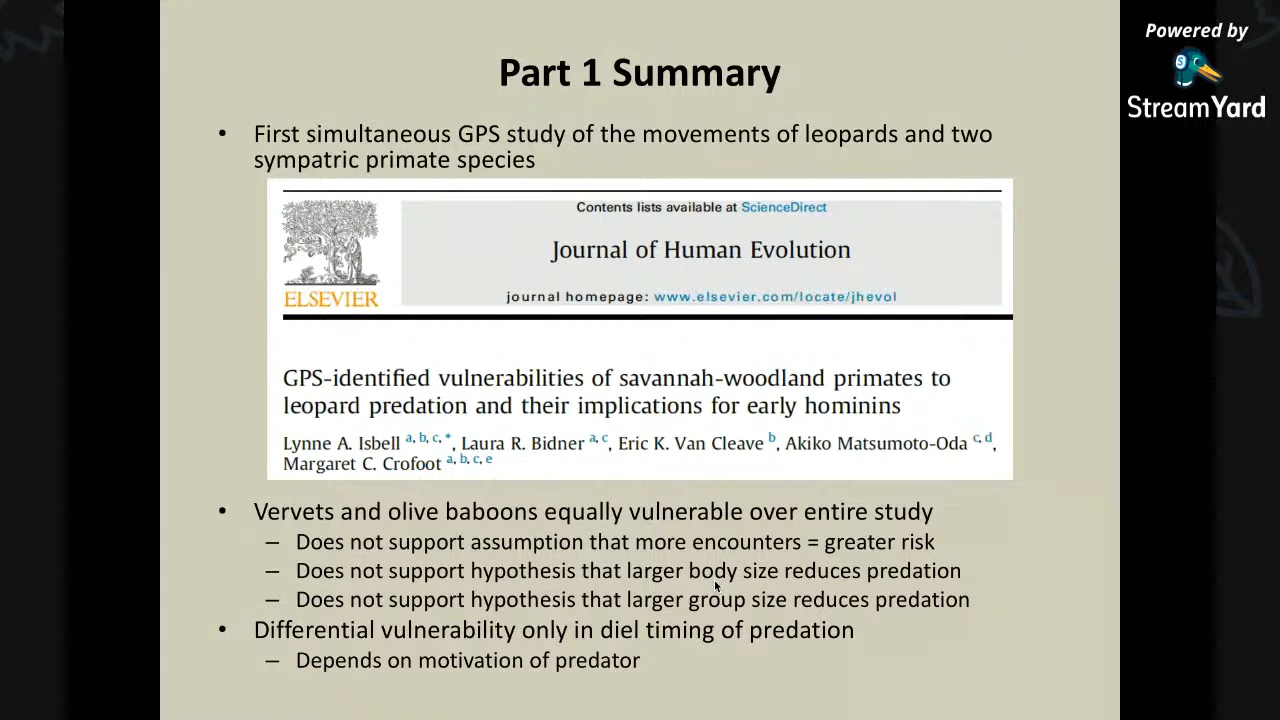 Powered by
StreamYard
Part 1 Summary
• First simultaneous GPS study of the movements of leopards and two
sympatric primate species
Contents lists available at ScienceDirect
Journal of Human Evolution
journal homepage: www.elsevier.com/locate/jhevol
ELSEVIER
GPS-identified vulnerabilities of savannah-woodland primates to
leopard predation and their implications for early hominins
Lynne A. Isbell a, b, c, *, Laura R. Bidner a, c, Eric K. Van Cleave b, Akiko Matsumoto-Oda c, d,
Margaret C. Crofoot a, b, c, e
• Vervets and olive baboons equally vulnerable over entire study
– Does not support assumption that more encounters = greater risk
– Does not support hypothesis that larger body size reduces predation
– Does not support hypothesis that larger group size reduces predation
• Differential vulnerability only in diel timing of predation
– Depends on motivation of predator